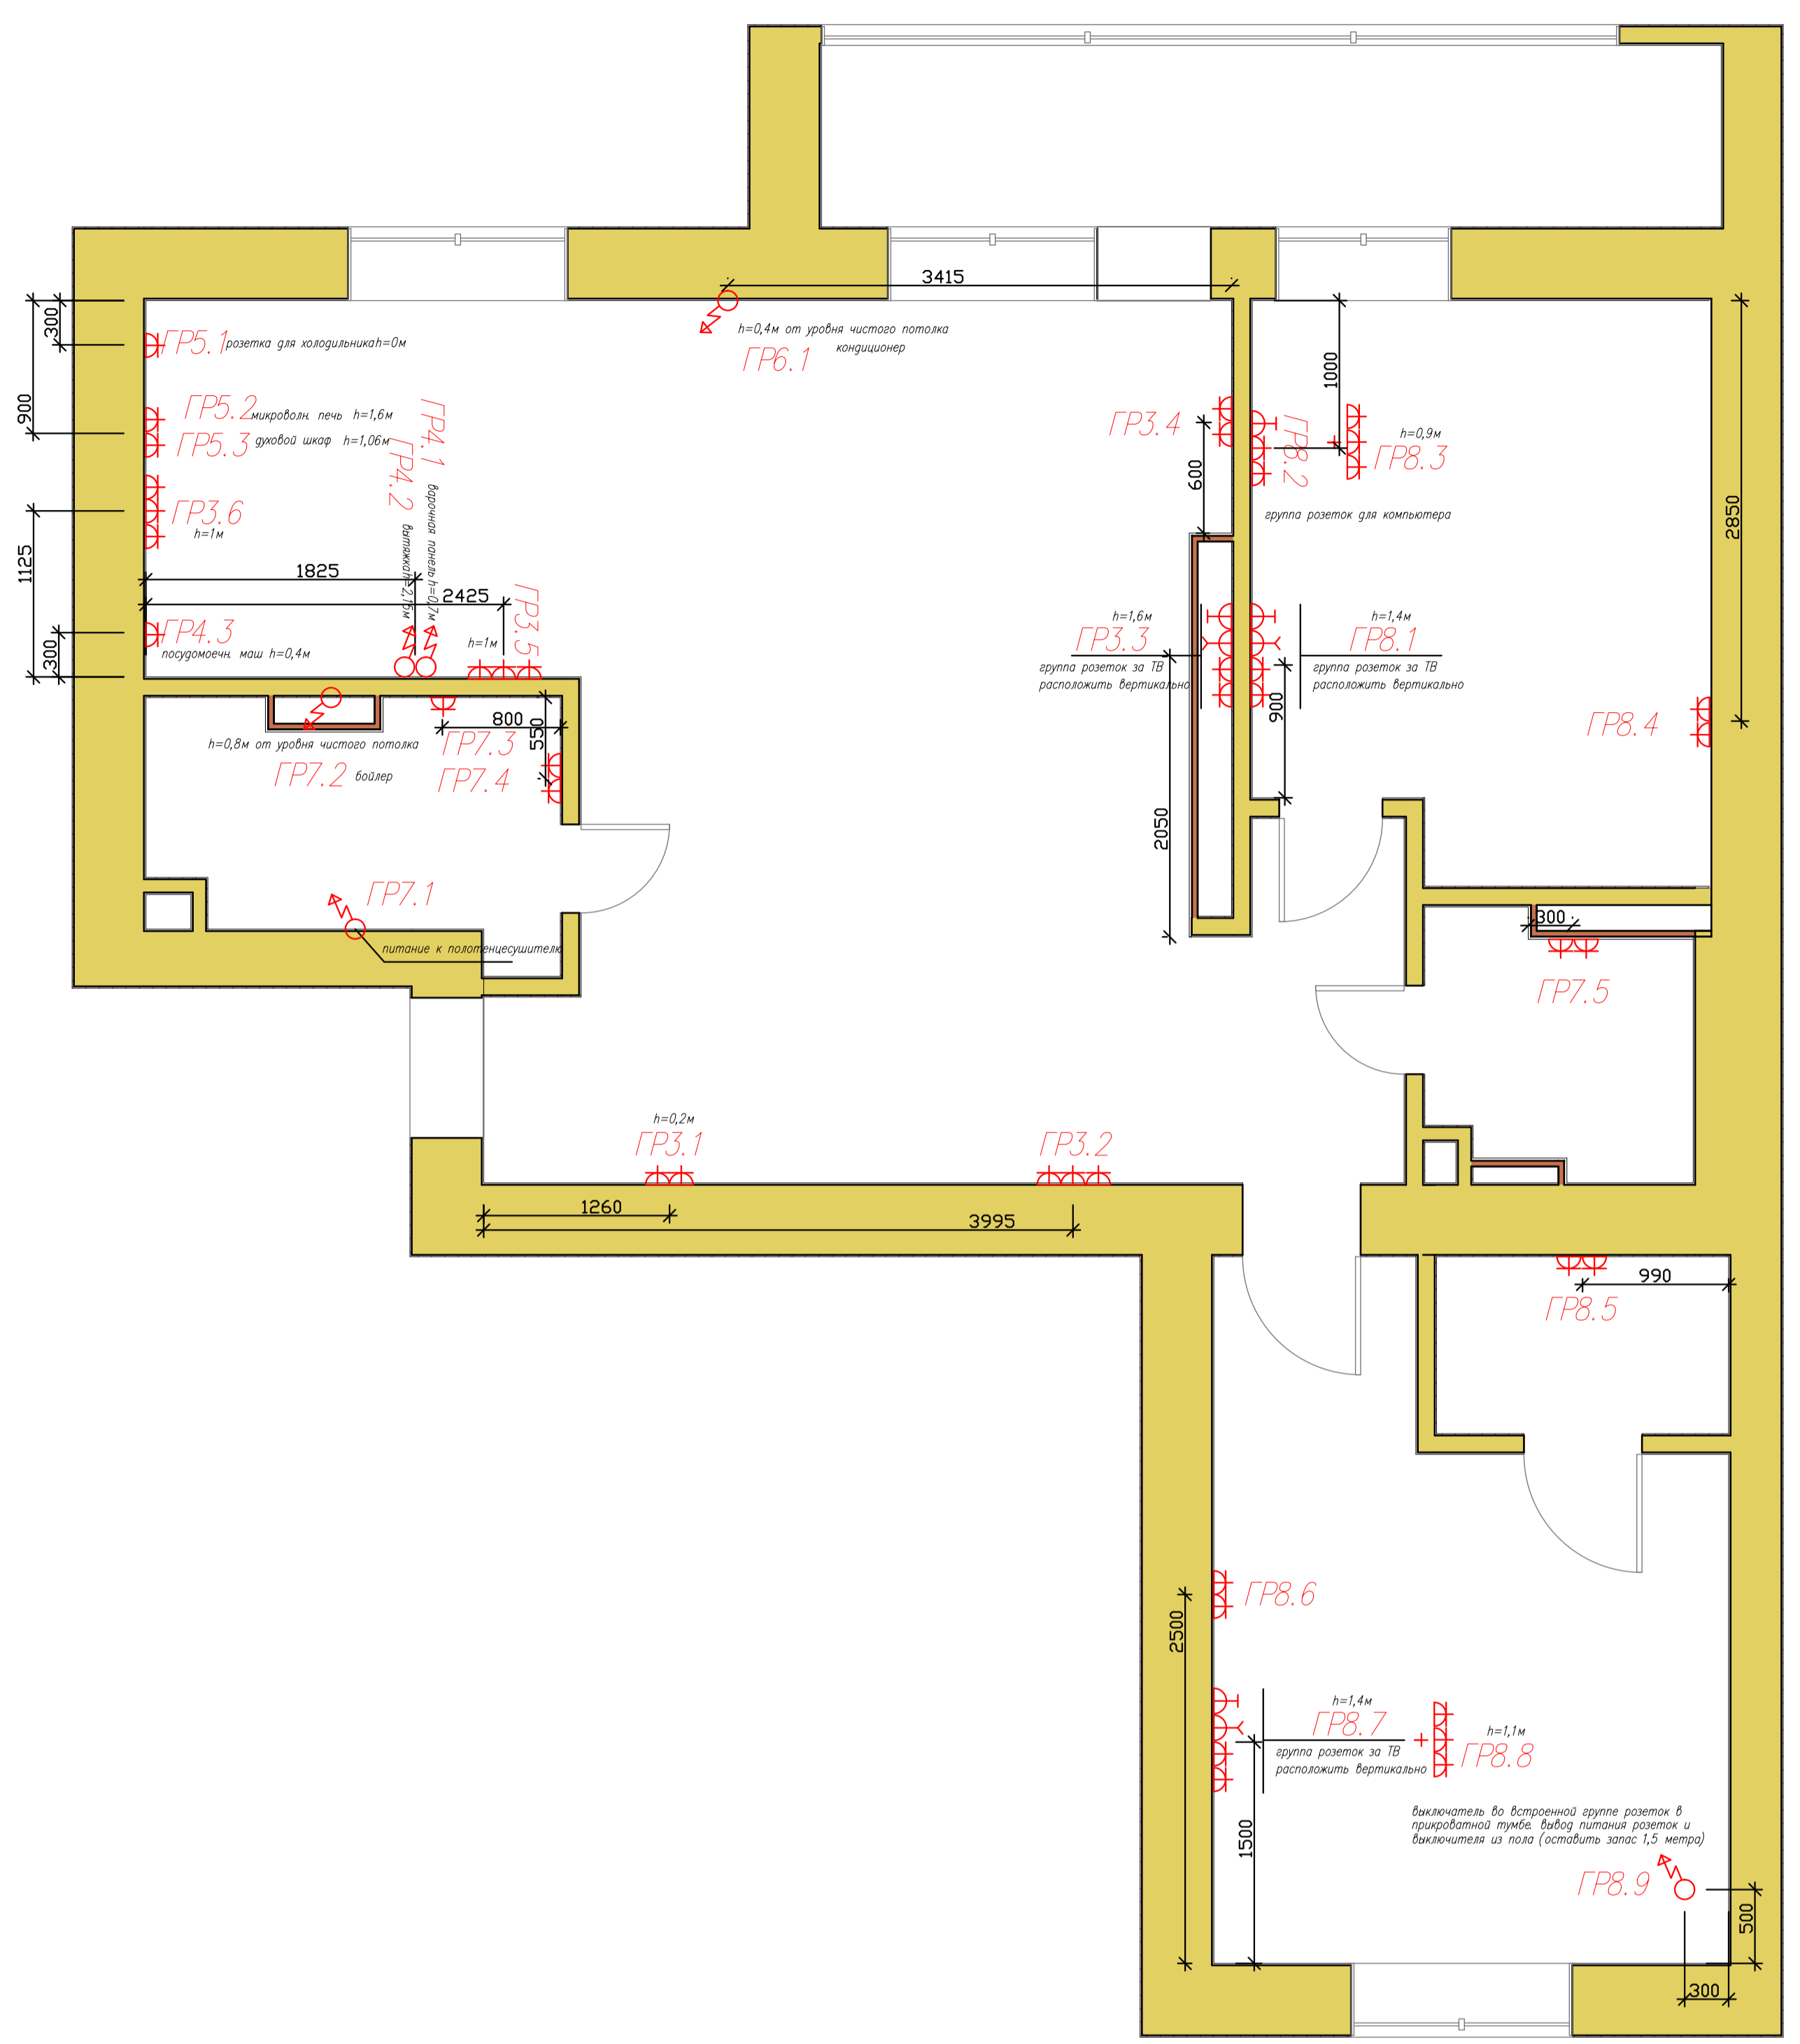 3415
h=0,4м от уровня чистого потолка
кондиционер
ГР6.1
300
ГР5.1 розетка для холодильника h=0м
900
ГР5.2 микроволн. печь h=1,6м
ГР5.3 духовой шкаф h=1,06м
ГР3.6
h=1м
1125
ГР4.1 варочная панель h=0,7м
ГР4.2 вытяжка h=2,15м
1825
2425
ГР3.5
h=1м
ГР4.3
посудомоечн. маш h=0,4м
300
ГР3.4
600
ГР8.2
1000
h=0,9м
ГР8.3
группа розеток для компьютера
2850
h=1,6м
ГР3.3
группа розеток за ТВ
расположить вертикально
h=1,4м
ГР8.1
группа розеток за ТВ
расположить вертикально
900
2050
ГР8.4
800
550
ГР7.3
ГР7.4
h=0,8м от уровня чистого потолка
ГР7.2 бойлер
ГР7.1
питание к полотенцесушителю
300
ГР7.5
h=0,2м
ГР3.1
ГР3.2
1260
3995
990
ГР8.5
ГР8.6
2500
h=1,4м
ГР8.7
группа розеток за ТВ
расположить вертикально
h=1,1м
ГР8.8
1500
выключатель во встроенной группе розеток в
прикроватной тумбе. вывод питания розеток и
выключителя из пола (оставить запас 1,5 метра)
ГР8.9
500
300